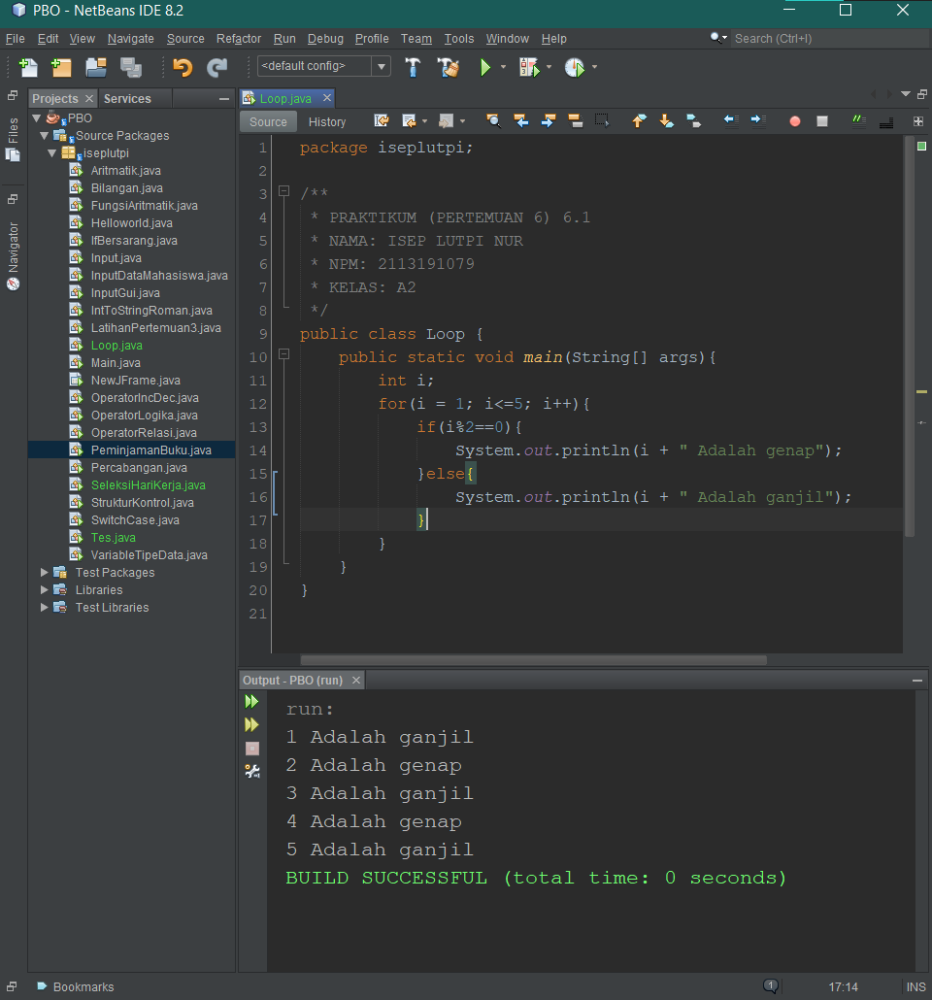 PBO - NetBeans IDE 8.2
File Edit View Navigate Source Refactor Run Debug Profile Team Tools Window Help
Search (Ctrl+I)
<default config>
Projects
Services
Files
Navigator
PBO
Source Packages
iseplutpi
Aritmatik.java
Bilangan.java
FungsiAritmatik.java
Helloworld.java
IfBersarang.java
Input.java
InputDataMahasiswa.java
InputGui.java
IntToStringRoman.java
LatihanPertemuan3.java
Loop.java
Main.java
NewJFrame.java
OperatorIncDec.java
OperatorLogika.java
OperatorRelasi.java
PeminjamanBuku.java
Percabangan.java
SeleksiHariKerja.java
StrukturKontrol.java
SwitchCase.java
Tes.java
VariableTipeData.java
Test Packages
Libraries
Test Libraries
Loop.java
Source History
1 package iseplutpi;
2
3 /**
4 * PRAKTIKUM (PERTEMUAN 6) 6.1
5 * NAMA: ISEP LUTPI NUR
6 * NPM: 2113191079
7 * KELAS: A2
8 */
9 public class Loop {
10 public static void main(String[] args){
11 int i;
12 for(i = 1; i<=5; i++){
13 if(i%2==0){
14 System.out.println(i + " Adalah genap");
15 }else{
16 System.out.println(i + " Adalah ganjil");
17 }
18 }
19 }
20 }
21
Output - PBO (run)
run:
1 Adalah ganjil
2 Adalah genap
3 Adalah ganjil
4 Adalah genap
5 Adalah ganjil
BUILD SUCCESSFUL (total time: 0 seconds)
Bookmarks
1
17:14
INS